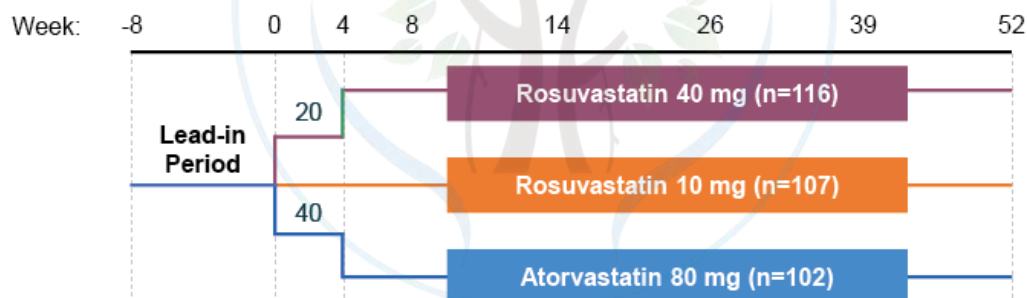 Week: -8 0 4 8 14 26 39 52
Rosuvastatin 40 mg (n=116)
20
Lead-in
Period
Rosuvastatin 10 mg (n=107)
40
Atorvastatin 80 mg (n=102)